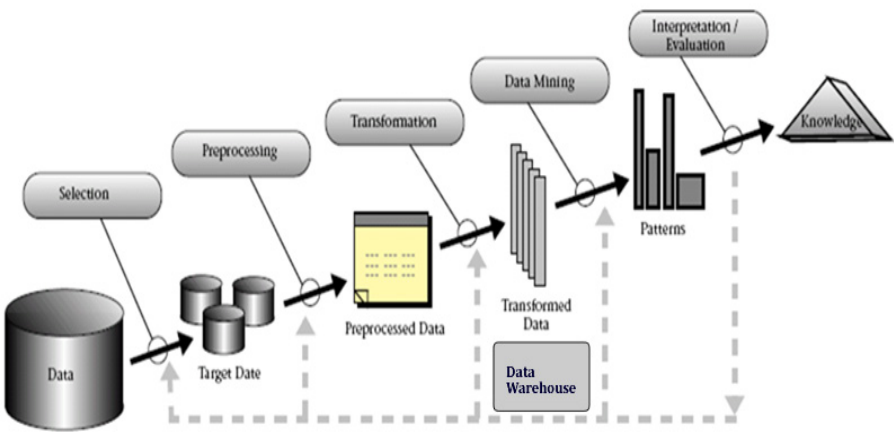 Interpretation /
Evaluation
Data Mining
Transformation
Preprocessing
Selection
Knowledge
Patterns
Transformed
Data
Preprocessed Data
Target Date
Data
Data
Warehouse